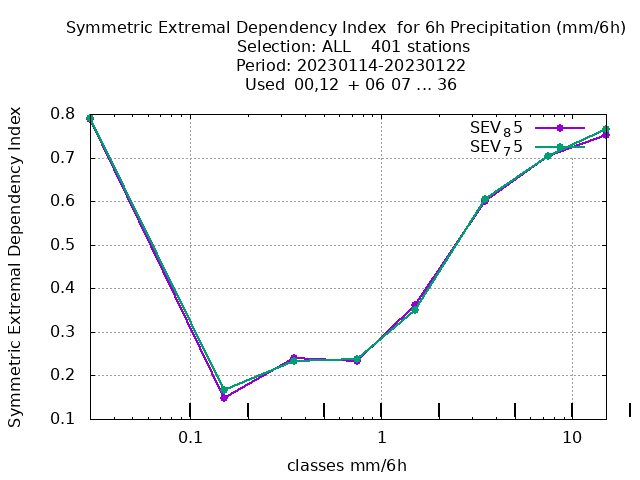 Symmetric Extremal Dependency Index  for 6h Precipitation (mm/6h)
Selection: ALL    401 stations
Period: 20230114-20230122
Used  00,12  + 06 07 ... 36
Symmetric Extremal Dependency Index
0.8
0.7
0.6
0.5
0.4
0.3
0.2
0.1
SEV₈5
SEV₇5
0.1
1
10
classes mm/6h